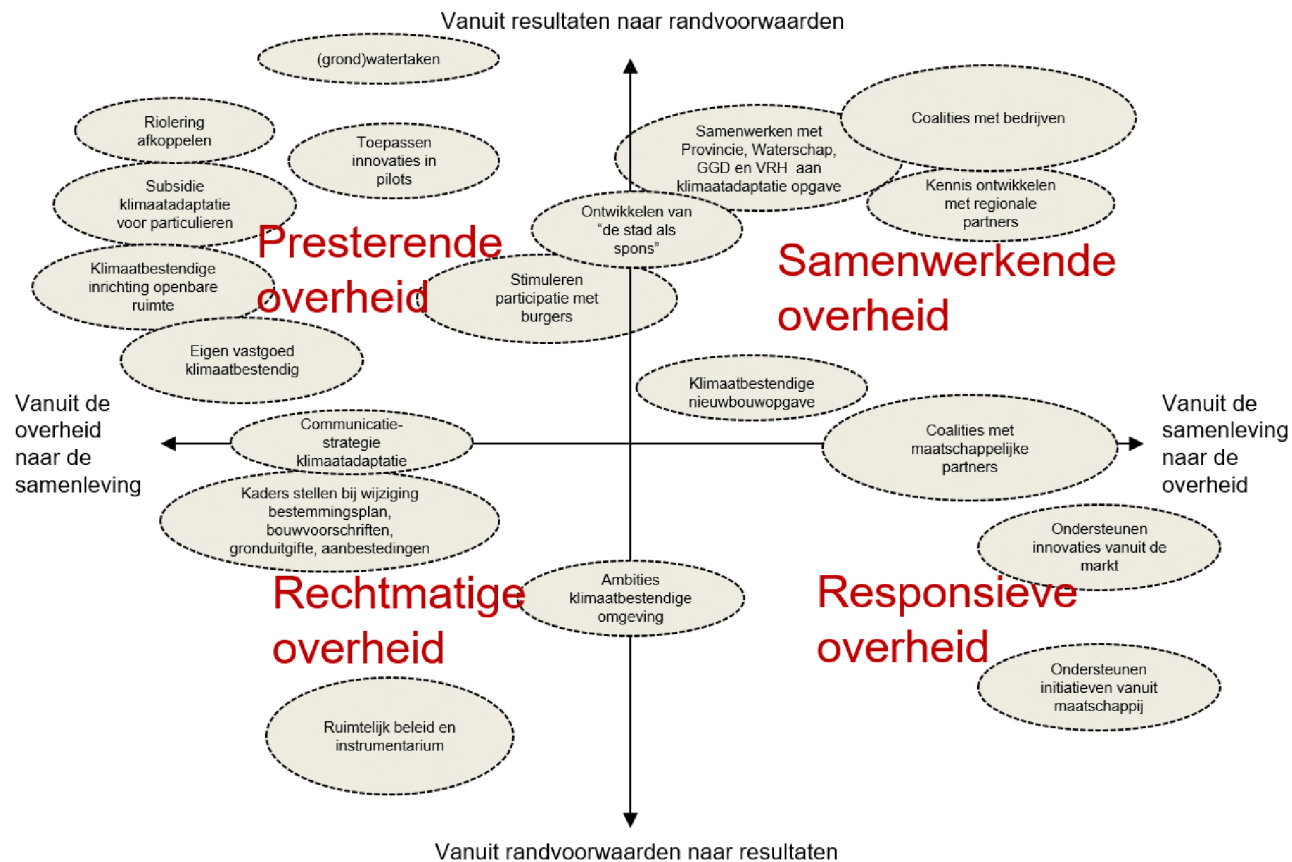 Vanuit resultaten naar randvoorwaarden
(grond)watertaken
Riolering
afkoppelen
Toepassen
innovaties in
pilots
Subsidie
klimaatadaptatie
voor particulieren
Presterende
overheid
Klimaatbestendige
inrichting openbare
ruimte
Eigen vastgoed
klimaatbestendig
Ontwikkelen van
“de stad als
spons”
Stimuleren
participatie met
burgers
Samenwerken met
Provincie, Waterschap,
GGD en VRH aan
klimaatadaptatie opgave
Coalities met bedrijven
Kennis ontwikkelen
met regionale
partners
Samenwerkende
overheid
Klimaatbestendige
nieuwbouwopgave
Vanuit de
overheid
naar de
samenleving
Communicatie-
strategie
klimaatadaptatie
Coalities met
maatschappelijke
partners
Vanuit de
samenleving
naar de
overheid
Kaders stellen bij wijziging
bestemmingsplan,
bouwvoorschriften,
gronduitgifte, aanbestedingen
Rechtmatige
overheid
Ambities
klimaatbestendige
omgeving
Ondersteunen
innovaties vanuit de
markt
Responsieve
overheid
Ondersteunen
initiatieven vanuit
maatschappij
Ruimtelijk beleid en
instrumentarium
Vanuit randvoorwaarden naar resultaten